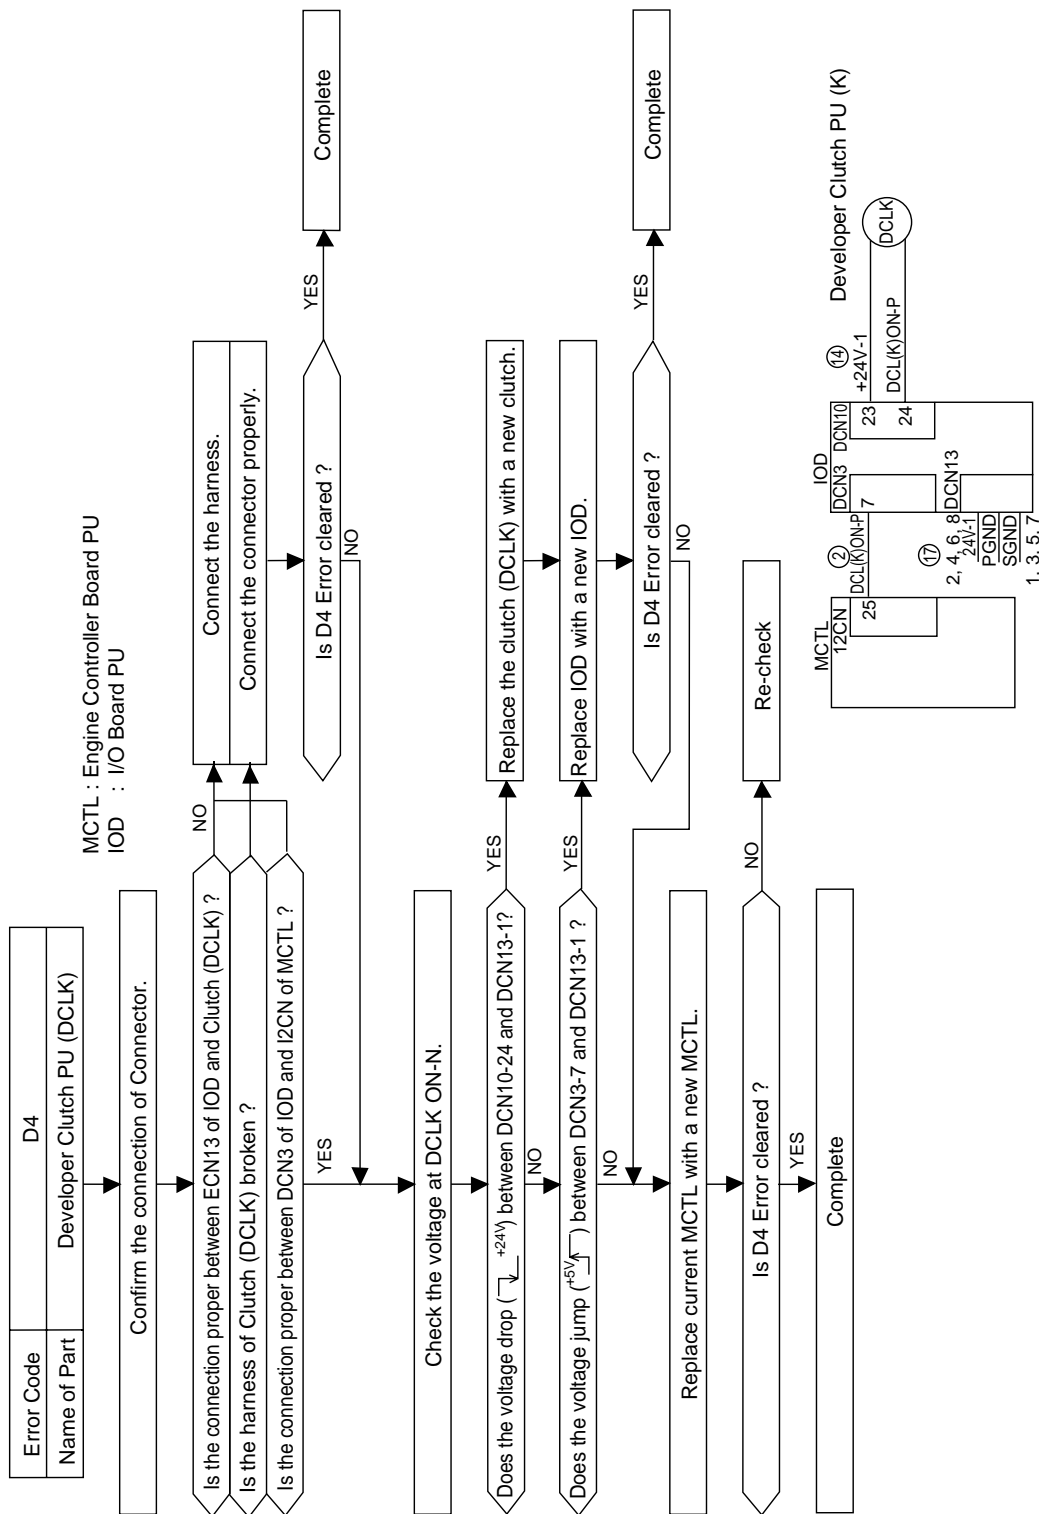 Error Code D4
Name of Part Developer Clutch PU (DCLK)
MCTL : Engine Controller Board PU
IOD : I/O Board PU
Confirm the connection of Connector.
Is the connection proper between ECN13 of IOD and Clutch (DCLK) ?
Is the harness of Clutch (DCLK) broken ?
Is the connection proper between DCN3 of IOD and I2CN of MCTL ?
NO
Connect the harness.
Connect the connector properly.
YES
Is D4 Error cleared ?
YES
Complete
NO
Check the voltage at DCLK ON-N.
Does the voltage drop ( +24V) between DCN10-24 and DCN13-1?
YES
Replace the clutch (DCLK) with a new clutch.
NO
Does the voltage jump (+5V ) between DCN3-7 and DCN13-1 ?
YES
Replace IOD with a new IOD.
NO
Is D4 Error cleared ?
YES
Complete
NO
Replace current MCTL with a new MCTL.
Is D4 Error cleared ?
NO
Re-check
YES
Complete
MCTL
12CN
25
②
DCL(K)ON-P
⑰
2, 4, 6, 8
24V-1
PGND
SGND
1, 3, 5, 7
IOD
DCN3
7
DCN13
DCN10
23
24
⑭
+24V-1
DCL(K)ON-P
DCLK
Developer Clutch PU (K)